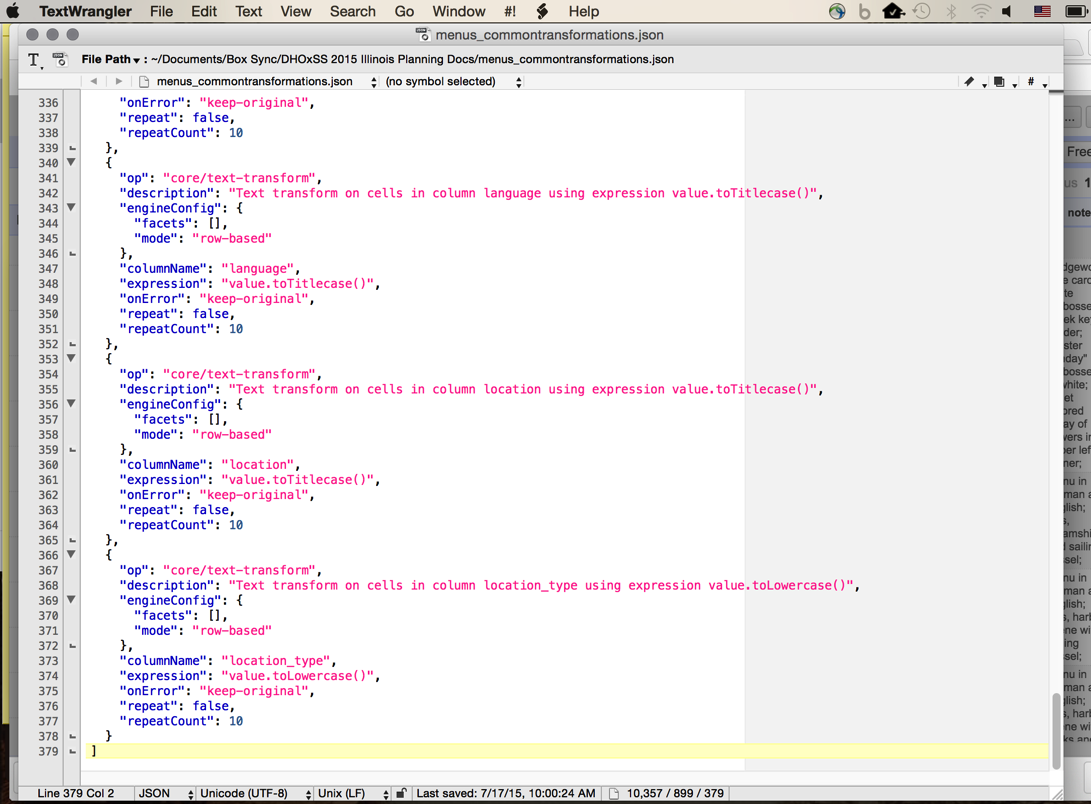 TextWrangler File Edit Text View Search Go Window #! Help
menus_commontransformations.json
File Path : ~/Documents/Box Sync/DHOxSS 2015 Illinois Planning Docs/menus_commontransformations.json
menus_commontransformations.json (no symbol selected) #
336 "onError": "keep-original",
337 "repeat": false,
338 "repeatCount": 10
339 },
340 {
341 "op": "core/text-transform",
342 "description": "Text transform on cells in column language using expression value.toTitlecase()",
343 "engineConfig": {
344 "facets": [],
345 "mode": "row-based"
346 },
347 "columnName": "language",
348 "expression": "value.toTitlecase()",
349 "onError": "keep-original",
350 "repeat": false,
351 "repeatCount": 10
352 },
353 {
354 "op": "core/text-transform",
355 "description": "Text transform on cells in column location using expression value.toTitlecase()",
356 "engineConfig": {
357 "facets": [],
358 "mode": "row-based"
359 },
360 "columnName": "location",
361 "expression": "value.toTitlecase()",
362 "onError": "keep-original",
363 "repeat": false,
364 "repeatCount": 10
365 },
366 {
367 "op": "core/text-transform",
368 "description": "Text transform on cells in column location_type using expression value.toLowercase()",
369 "engineConfig": {
370 "facets": [],
371 "mode": "row-based"
372 },
373 "columnName": "location_type",
374 "expression": "value.toLowercase()",
375 "onError": "keep-original",
376 "repeat": false,
377 "repeatCount": 10
378 }
379 ]
Line 379 Col 2 JSON Unicode (UTF-8) Unix (LF) Last saved: 7/17/15, 10:00:24 AM 10,357 / 899 / 379
Free
note